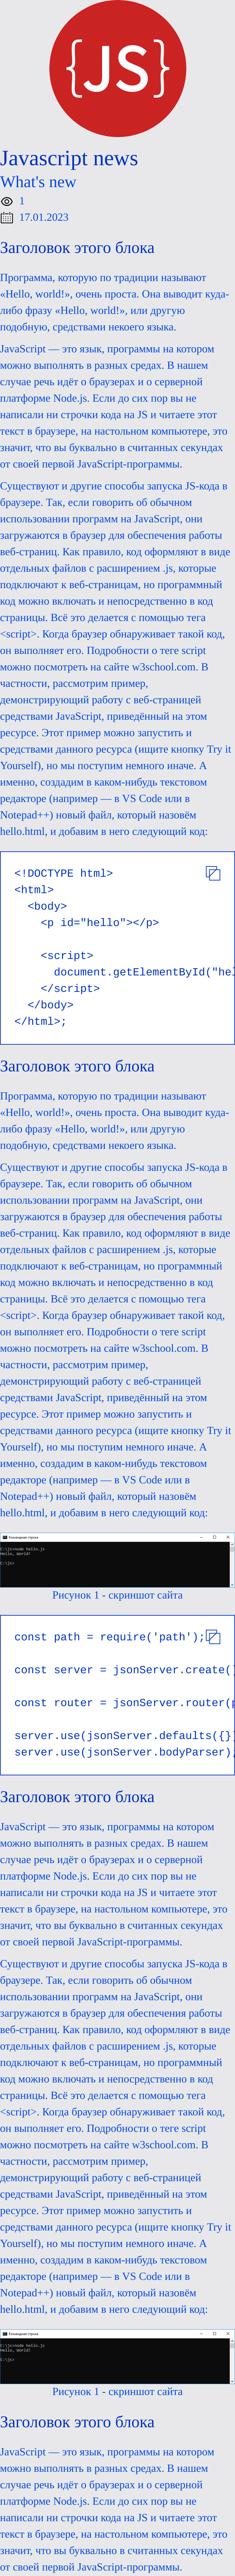 {JS}
Javascript news
What's new
1
17.01.2023
Заголовок этого блока
Программа, которую по традиции называют
«Hello, world!», очень проста. Она выводит куда-
либо фразу «Hello, world!», или другую
подобную, средствами некоего языка.
JavaScript — это язык, программы на котором
можно выполнять в разных средах. В нашем
случае речь идёт о браузерах и о серверной
платформе Node.js. Если до сих пор вы не
написали ни строчки кода на JS и читаете этот
текст в браузере, на настольном компьютере, это
значит, что вы буквально в считанных секундах
от своей первой JavaScript-программы.
Существуют и другие способы запуска JS-кода в
браузере. Так, если говорить об обычном
использовании программ на JavaScript, они
загружаются в браузер для обеспечения работы
веб-страниц. Как правило, код оформляют в виде
отдельных файлов с расширением .js, которые
подключают к веб-страницам, но программный
код можно включать и непосредственно в код
страницы. Всё это делается с помощью тега
<script>. Когда браузер обнаруживает такой код,
он выполняет его. Подробности о теге script
можно посмотреть на сайте w3school.com. В
частности, рассмотрим пример,
демонстрирующий работу с веб-страницей
средствами JavaScript, приведённый на этом
ресурсе. Этот пример можно запустить и
средствами данного ресурса (ищите кнопку Try it
Yourself), но мы поступим немного иначе. А
именно, создадим в каком-нибудь текстовом
редакторе (например — в VS Code или в
Notepad++) новый файл, который назовём
hello.html, и добавим в него следующий код:
<!DOCTYPE html>
<html>
<body>
<p id="hello"></p>
<script>
document.getElementById("hel
</script>
</body>
</html>;
Заголовок этого блока
Программа, которую по традиции называют
«Hello, world!», очень проста. Она выводит куда-
либо фразу «Hello, world!», или другую
подобную, средствами некоего языка.
Существуют и другие способы запуска JS-кода в
браузере. Так, если говорить об обычном
использовании программ на JavaScript, они
загружаются в браузер для обеспечения работы
веб-страниц. Как правило, код оформляют в виде
отдельных файлов с расширением .js, которые
подключают к веб-страницам, но программный
код можно включать и непосредственно в код
страницы. Всё это делается с помощью тега
<script>. Когда браузер обнаруживает такой код,
он выполняет его. Подробности о теге script
можно посмотреть на сайте w3school.com. В
частности, рассмотрим пример,
демонстрирующий работу с веб-страницей
средствами JavaScript, приведённый на этом
ресурсе. Этот пример можно запустить и
средствами данного ресурса (ищите кнопку Try it
Yourself), но мы поступим немного иначе. А
именно, создадим в каком-нибудь текстовом
редакторе (например — в VS Code или в
Notepad++) новый файл, который назовём
hello.html, и добавим в него следующий код:
Командная строка
C:\js>node hello.js
Hello, World!
C:\js>
Рисунок 1 - скриншот сайта
const path = require('path');
const server = jsonServer.create(
const router = jsonServer.router(p
server.use(jsonServer.defaults({})
server.use(jsonServer.bodyParser);
Заголовок этого блока
JavaScript — это язык, программы на котором
можно выполнять в разных средах. В нашем
случае речь идёт о браузерах и о серверной
платформе Node.js. Если до сих пор вы не
написали ни строчки кода на JS и читаете этот
текст в браузере, на настольном компьютере, это
значит, что вы буквально в считанных секундах
от своей первой JavaScript-программы.
Существуют и другие способы запуска JS-кода в
браузере. Так, если говорить об обычном
использовании программ на JavaScript, они
загружаются в браузер для обеспечения работы
веб-страниц. Как правило, код оформляют в виде
отдельных файлов с расширением .js, которые
подключают к веб-страницам, но программный
код можно включать и непосредственно в код
страницы. Всё это делается с помощью тега
<script>. Когда браузер обнаруживает такой код,
он выполняет его. Подробности о теге script
можно посмотреть на сайте w3school.com. В
частности, рассмотрим пример,
демонстрирующий работу с веб-страницей
средствами JavaScript, приведённый на этом
ресурсе. Этот пример можно запустить и
средствами данного ресурса (ищите кнопку Try it
Yourself), но мы поступим немного иначе. А
именно, создадим в каком-нибудь текстовом
редакторе (например — в VS Code или в
Notepad++) новый файл, который назовём
hello.html, и добавим в него следующий код:
Командная строка
C:\js>node hello.js
Hello, World!
C:\js>
Рисунок 1 - скриншот сайта
Заголовок этого блока
JavaScript — это язык, программы на котором
можно выполнять в разных средах. В нашем
случае речь идёт о браузерах и о серверной
платформе Node.js. Если до сих пор вы не
написали ни строчки кода на JS и читаете этот
текст в браузере, на настольном компьютере, это
значит, что вы буквально в считанных секундах
от своей первой JavaScript-программы.